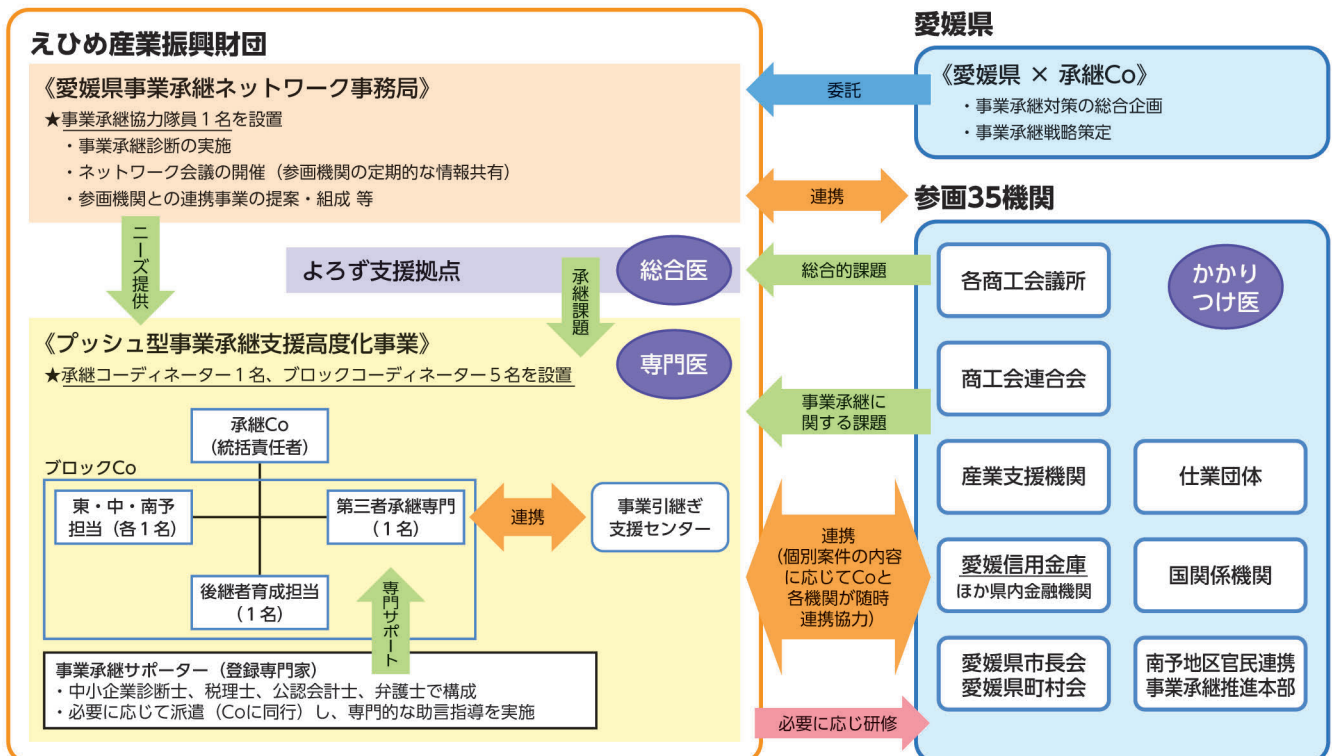 えひめ産業振興財団
《愛媛県事業承継ネットワーク事務局》
★事業承継協力隊員１名を設置
・事業承継診断の実施
・ネットワーク会議の開催（参画機関の定期的な情報共有）
・参画機関との連携事業の提案・組成 等
ニーズ提供
よろず支援拠点
総合医
承継課題
《プッシュ型事業承継支援高度化事業》
★承継コーディネーター１名、ブロックコーディネーター５名を設置
専門医
承継Co
（統括責任者）
ブロックCo
東・中・南予
担当（各１名）
第三者承継専門
（１名）
後継者育成担当
（１名）
連携
事業引継ぎ
支援センター
専門サポート
事業承継サポーター（登録専門家）
・中小企業診断士、税理士、公認会計士、弁護士で構成
・必要に応じて派遣（Coに同行）し、専門的な助言指導を実施
委託
連携
総合的課題
事業承継に
関する課題
連携
（個別案件の内容
に応じてCoと
各機関が随時
連携協力）
必要に応じ研修
愛媛県
《愛媛県 × 承継Co》
・事業承継対策の総合企画
・事業承継戦略策定
参画35機関
各商工会議所
かかり
つけ医
商工会連合会
産業支援機関
仕業団体
愛媛信用金庫
ほか県内金融機関
国関係機関
愛媛県市長会
愛媛県町村会
南予地区官民連携
事業承継推進本部